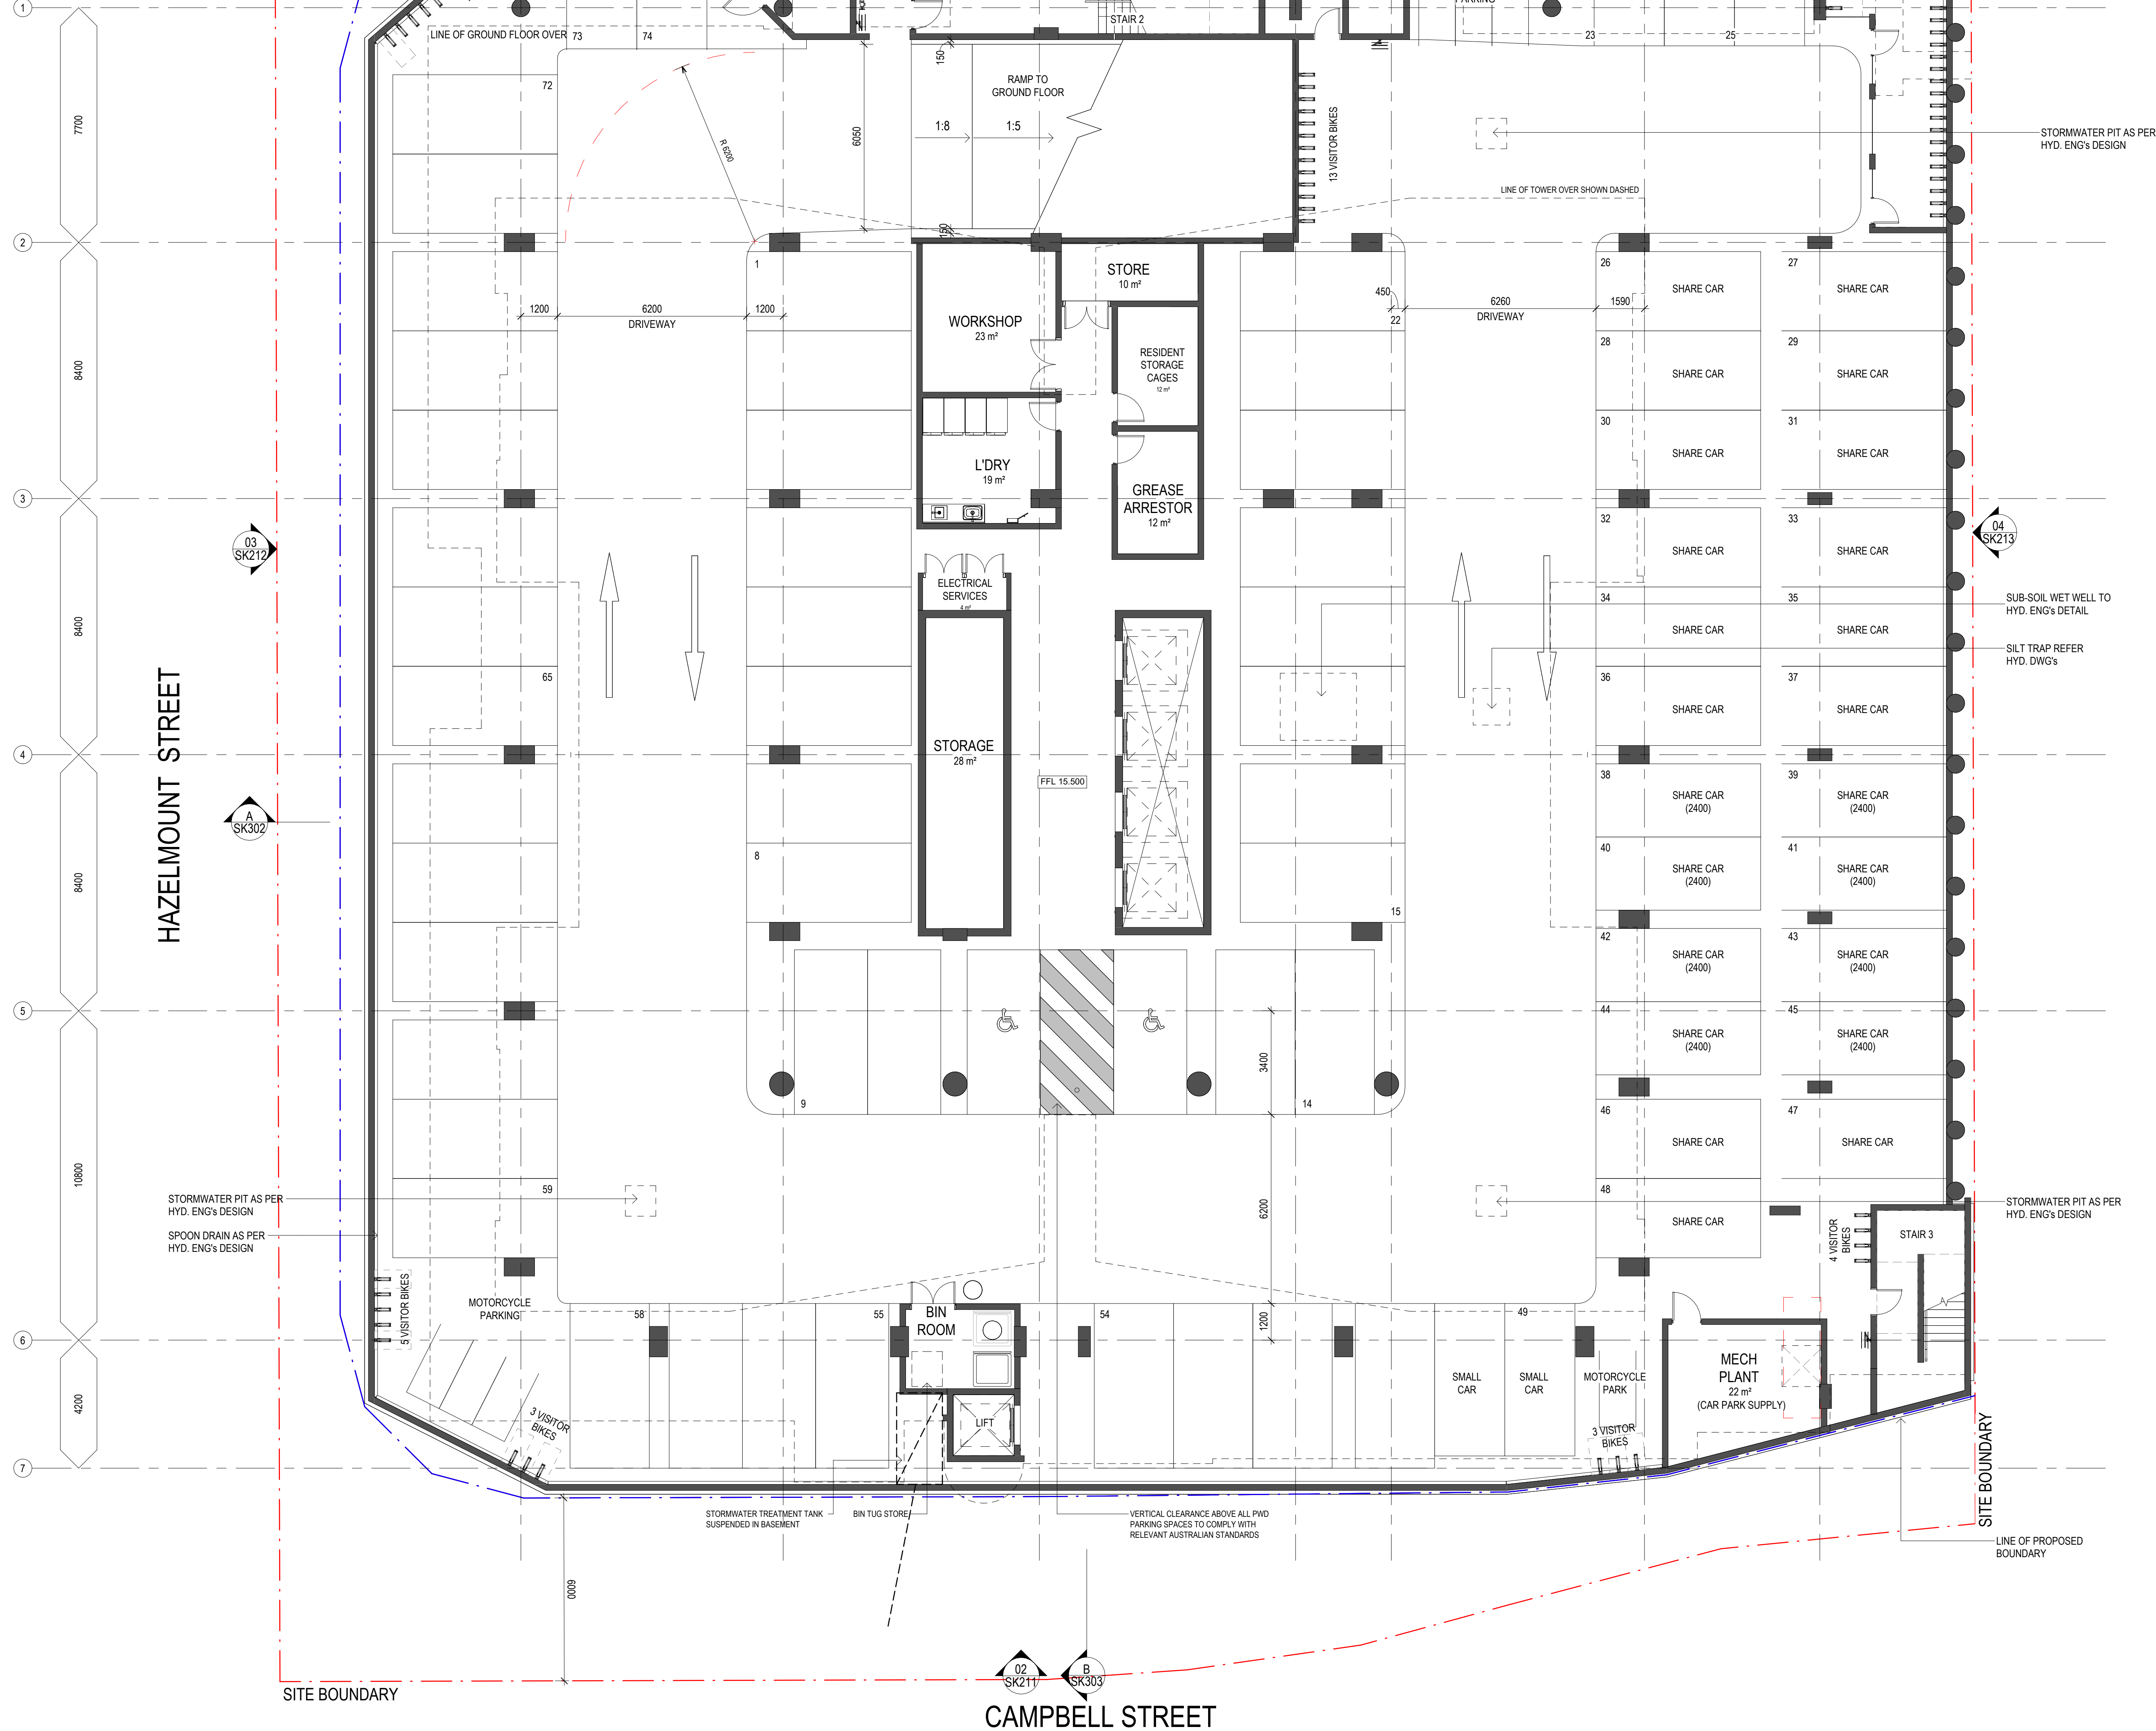 1
PARKING
STAIR 2
LINE OF GROUND FLOOR OVER
73
74
23
25
150
RAMP TO
GROUND FLOOR
72
7700
6050
R 6200
1:8
1:5
13 VISITOR BIKES
STORMWATER PIT AS PER
HYD. ENG's DESIGN
LINE OF TOWER OVER SHOWN DASHED
150
2
1
STORE
10 m²
26
SHARE CAR
27
SHARE CAR
1200
6200
DRIVEWAY
1200
450
22
6260
DRIVEWAY
1590
WORKSHOP
23 m²
28
SHARE CAR
29
SHARE CAR
RESIDENT
STORAGE
CAGES
12 m²
8400
30
SHARE CAR
31
SHARE CAR
L'DRY
19 m²
GREASE
ARRESTOR
12 m²
3
32
SHARE CAR
33
SHARE CAR
03
SK212
04
SK213
ELECTRICAL
SERVICES
4 m²
34
SHARE CAR
35
SHARE CAR
SUB-SOIL WET WELL TO
HYD. ENG's DETAIL
8400
SILT TRAP REFER
HYD. DWG's
65
36
SHARE CAR
37
SHARE CAR
HAZELMOUNT STREET
STORAGE
28 m²
4
FFL 15.500
38
SHARE CAR
(2400)
39
SHARE CAR
(2400)
A
SK302
8
40
SHARE CAR
(2400)
41
SHARE CAR
(2400)
8400
15
42
SHARE CAR
(2400)
43
SHARE CAR
(2400)
5
44
SHARE CAR
(2400)
45
SHARE CAR
(2400)
3400
9
14
46
SHARE CAR
47
SHARE CAR
10800
59
48
SHARE CAR
STORMWATER PIT AS PER
HYD. ENG's DESIGN
6200
STORMWATER PIT AS PER
HYD. ENG's DESIGN
SPOON DRAIN AS PER
HYD. ENG's DESIGN
4 VISITOR
BIKES
STAIR 3
5 VISITOR BIKES
MOTORCYCLE
PARKING
58
55
BIN
ROOM
54
1200
49
6
SMALL
CAR
SMALL
CAR
MOTORCYCLE
PARK
MECH
PLANT
22 m²
(CAR PARK SUPPLY)
4200
3 VISITOR
BIKES
LIFT
3 VISITOR
BIKES
7
SITE BOUNDARY
STORMWATER TREATMENT TANK
SUSPENDED IN BASEMENT
BIN TUG STORE
VERTICAL CLEARANCE ABOVE ALL PWD
PARKING SPACES TO COMPLY WITH
RELEVANT AUSTRALIAN STANDARDS
LINE OF PROPOSED
BOUNDARY
6000
02
SK211
B
SK303
SITE BOUNDARY
CAMPBELL STREET